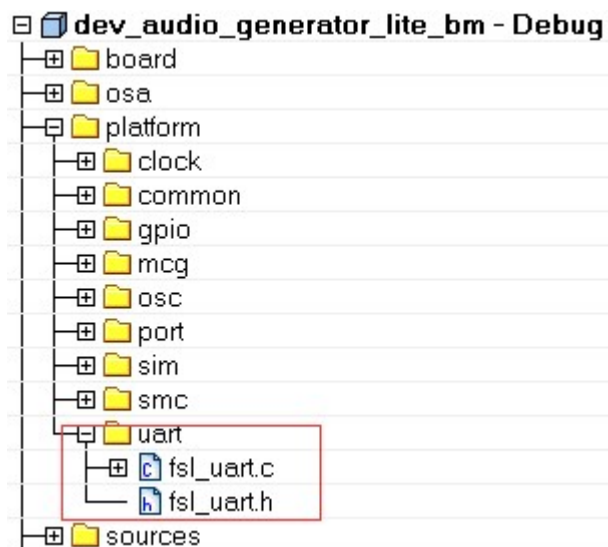 dev_audio_generator_lite_bm - Debug
board
osa
platform
clock
common
gpio
mcg
osc
port
sim
smc
uart
c fsl_uart.c
h fsl_uart.h
sources